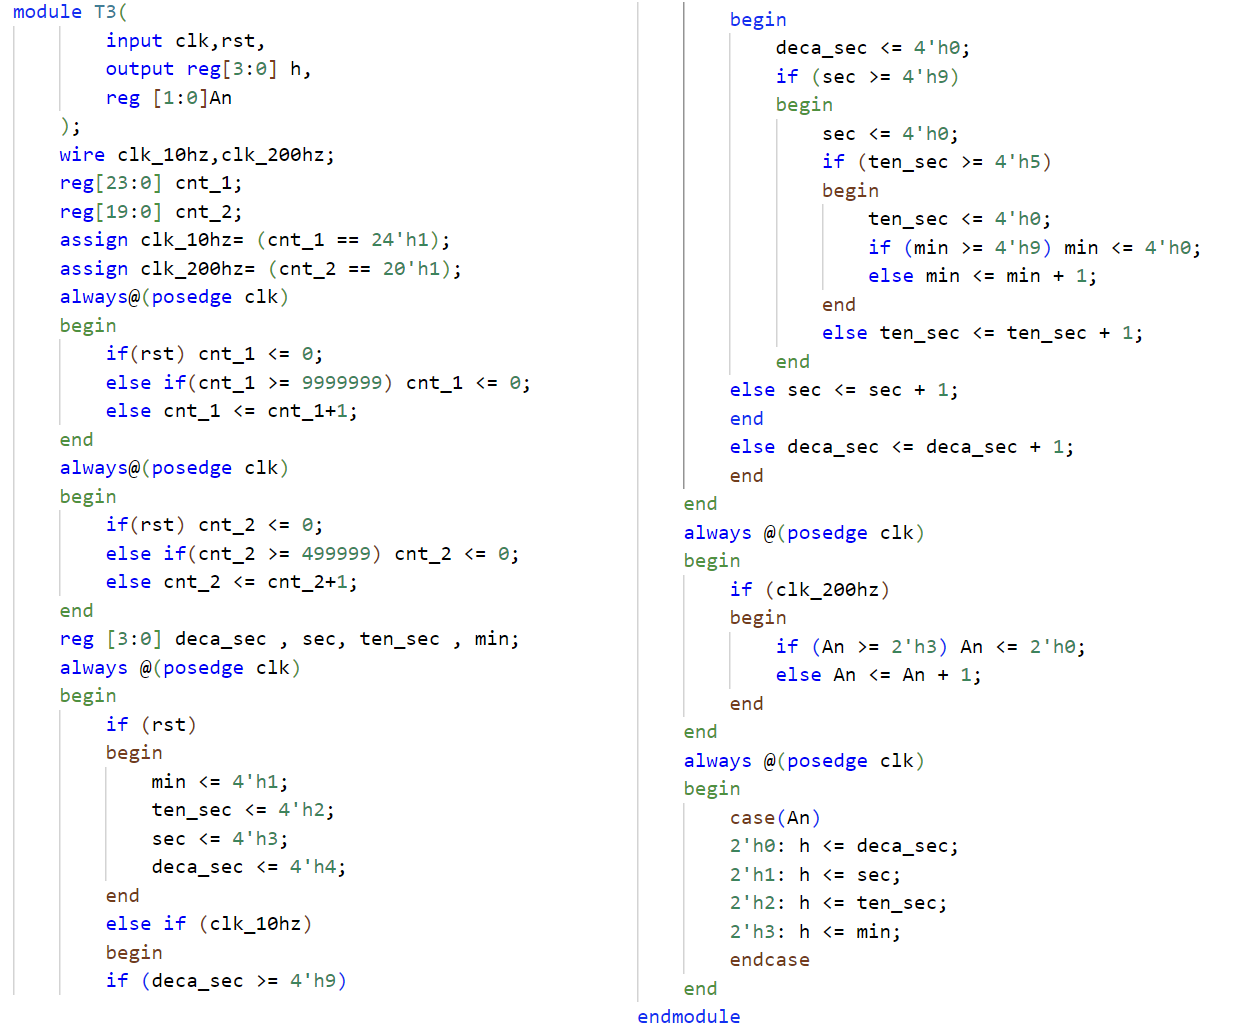 module T3(
input clk,rst,
output reg[3:0] h,
reg [1:0]An
);
wire clk_10hz,clk_200hz;
reg[23:0] cnt_1;
reg[19:0] cnt_2;
assign clk_10hz= (cnt_1 == 24'h1);
assign clk_200hz= (cnt_2 == 20'h1);
always@(posedge clk)
begin
if(rst) cnt_1 <= 0;
else if(cnt_1 >= 9999999) cnt_1 <= 0;
else cnt_1 <= cnt_1+1;
end
always@(posedge clk)
begin
if(rst) cnt_2 <= 0;
else if(cnt_2 >= 499999) cnt_2 <= 0;
else cnt_2 <= cnt_2+1;
end
reg [3:0] deca_sec , sec, ten_sec , min;
always @(posedge clk)
begin
if (rst)
begin
min <= 4'h1;
ten_sec <= 4'h2;
sec <= 4'h3;
deca_sec <= 4'h4;
end
else if (clk_10hz)
begin
if (deca_sec >= 4'h9)
begin
deca_sec <= 4'h0;
if (sec >= 4'h9)
begin
sec <= 4'h0;
if (ten_sec >= 4'h5)
begin
ten_sec <= 4'h0;
if (min >= 4'h9) min <= 4'h0;
else min <= min + 1;
end
else ten_sec <= ten_sec + 1;
end
else sec <= sec + 1;
end
else deca_sec <= deca_sec + 1;
end
end
always @(posedge clk)
begin
if (clk_200hz)
begin
if (An >= 2'h3) An <= 2'h0;
else An <= An + 1;
end
end
always @(posedge clk)
begin
case(An)
2'h0: h <= deca_sec;
2'h1: h <= sec;
2'h2: h <= ten_sec;
2'h3: h <= min;
endcase
end
endmodule